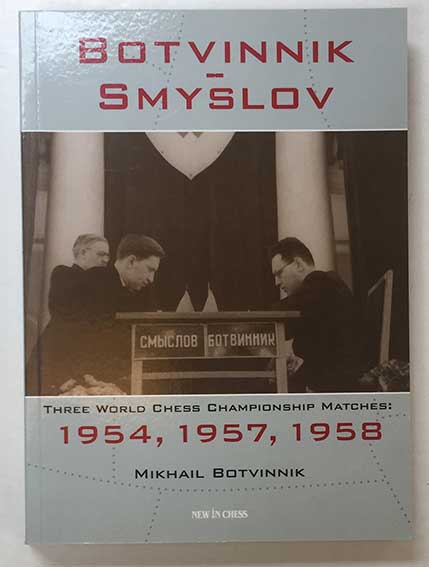 BOTVINNIK
–
SMYSLOV
СМЫСЛОВ БОТВИННИК
THREE WORLD CHESS CHAMPIONSHIP MATCHES:
1954, 1957, 1958
MIKHAIL BOTVINNIK
NEW IN CHESS